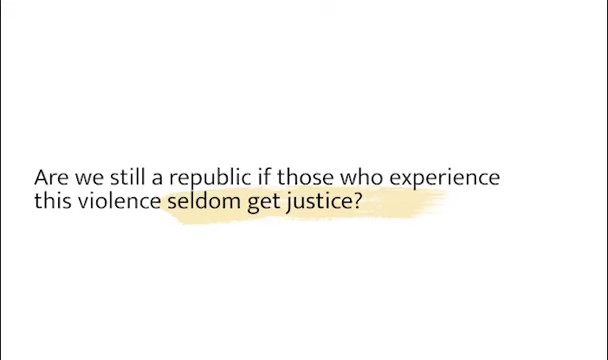 Are we still a republic if those who experience
this violence seldom get justice?